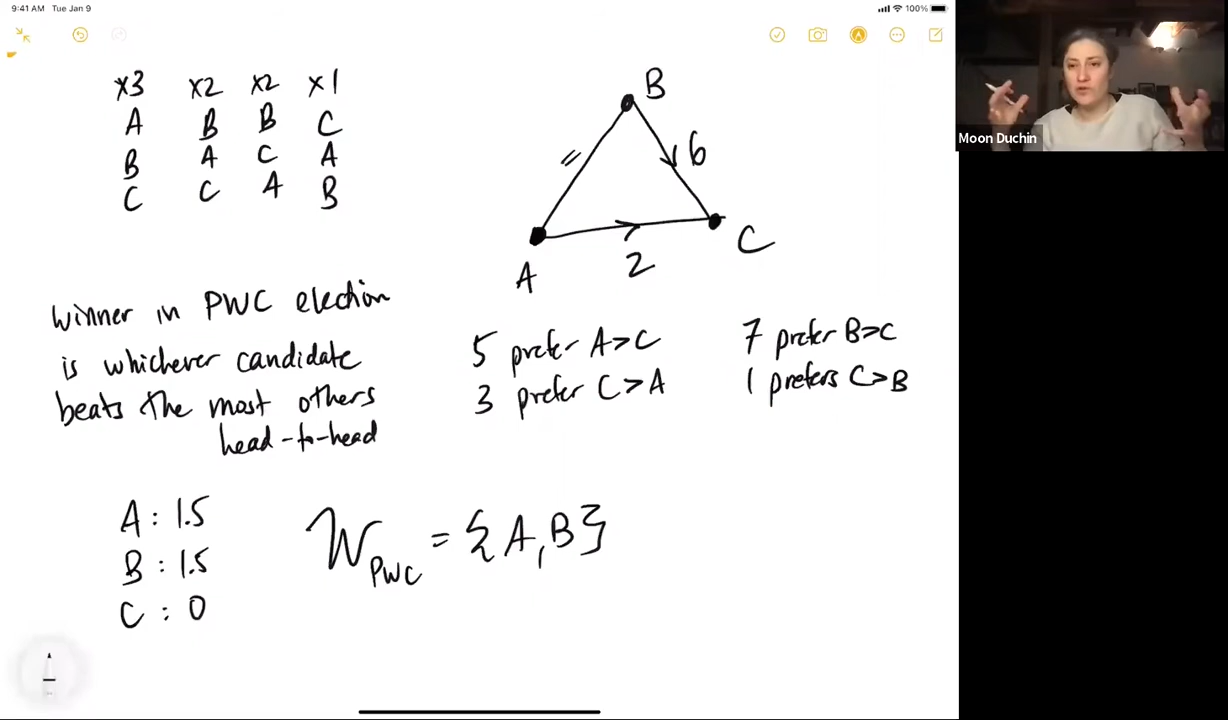 9:41 AM Tue Jan 9
100%
x3 x2 x2 x1
A B B C
B A C A
C C A B
B
6
A
2
C
winner in PWC election
is whichever candidate
beats the most others
head-to-head
5 prefer A>C
3 prefer C>A
7 prefer B>C
1 prefers C>B
A: 1.5
B: 1.5
C: 0
W PWC = {A, B}
Moon Duchin